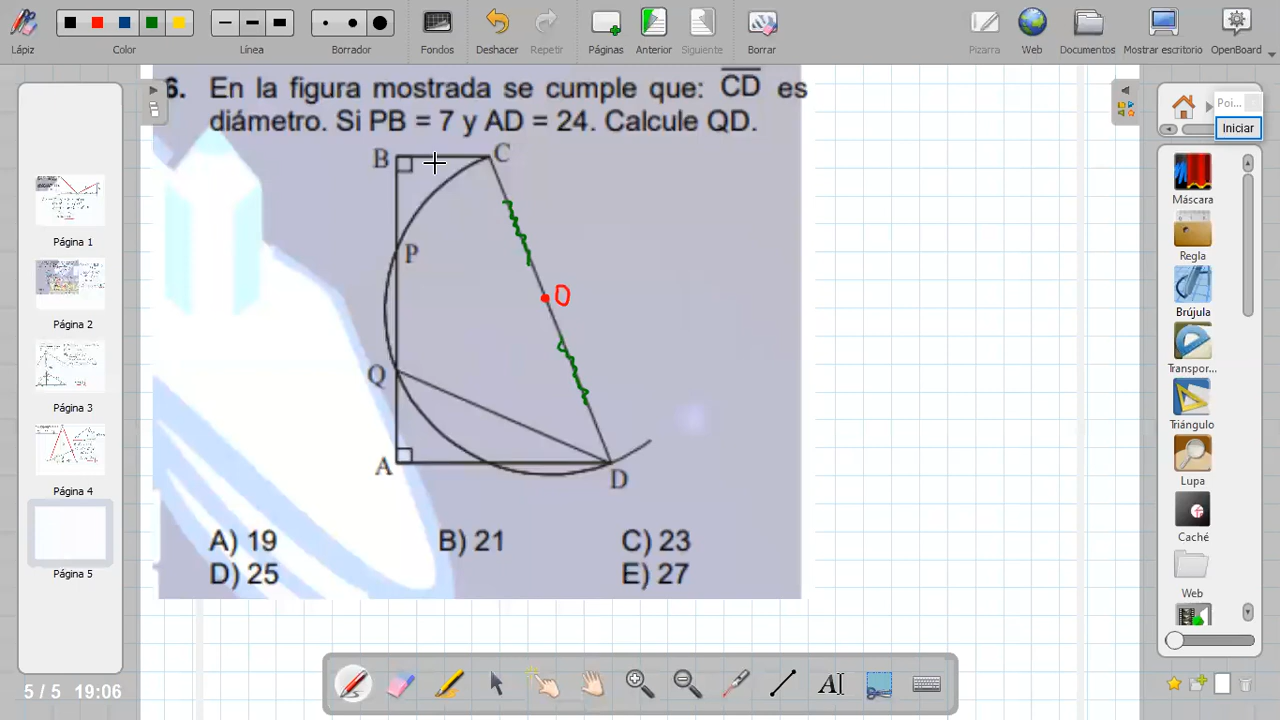 Lápiz
Color
Línea
Borrador
Fondos
Deshacer
Repetir
Páginas
Anterior
Siguiente
Borrar
Pizarra
Web
Documentos
Mostrar escritorio
OpenBoard
6. En la figura mostrada se cumple que: CD es
diámetro. Si PB = 7 y AD = 24. Calcule QD.
B
C
P
O
Q
A
D
A) 19
B) 21
C) 23
D) 25
E) 27
Página 1
Página 2
Página 3
Página 4
Página 5
5 / 5 19:06
Poi...
Iniciar
Máscara
Regla
Brújula
Transpor...
Triángulo
Lupa
Caché
Web
AI